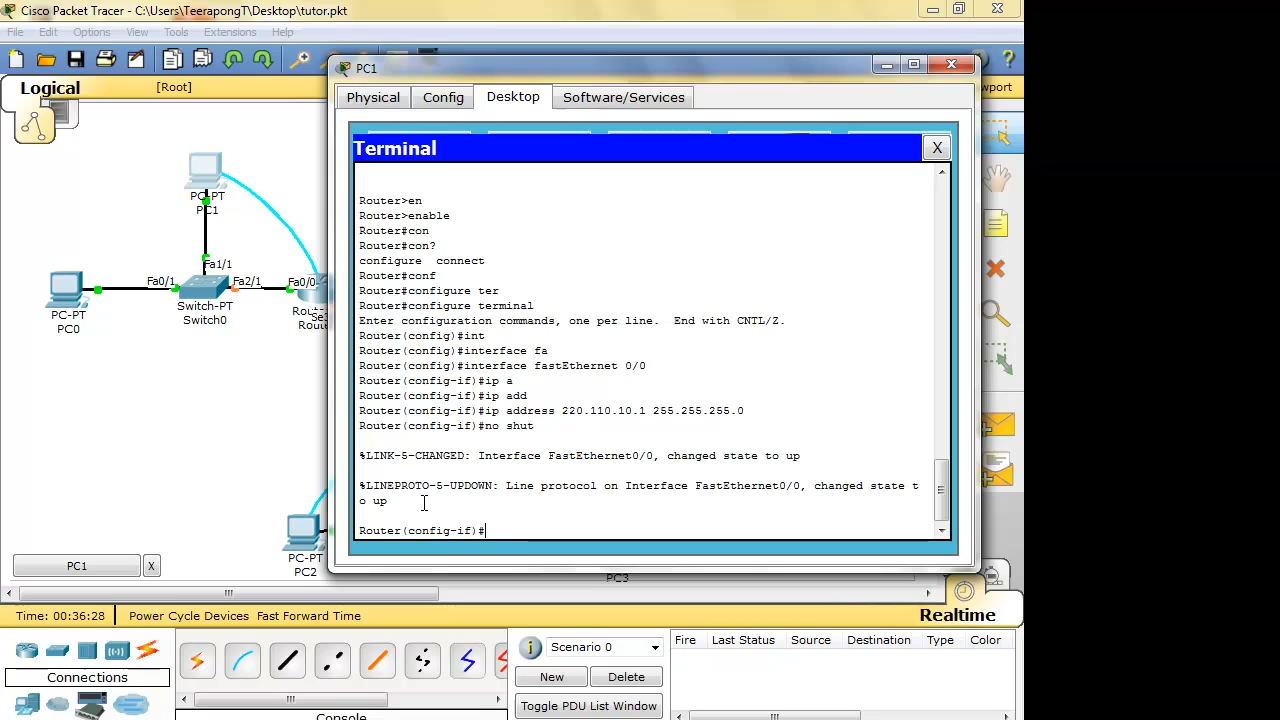 Cisco Packet Tracer - C:\Users\TeerapongT\Desktop\tutor.pkt
File Edit Options View Tools Extensions Help
Logical
[Root]
wport
PC1
Physical
Config
Desktop
Software/Services
Terminal
X
Router>en
Router>enable
Router#con
Router#con?
configure  connect
Router#conf
Router#configure ter
Router#configure terminal
Enter configuration commands, one per line.  End with CNTL/Z.
Router(config)#int
Router(config)#interface fa
Router(config)#interface fastEthernet 0/0
Router(config-if)#ip a
Router(config-if)#ip add
Router(config-if)#ip address 220.110.10.1 255.255.255.0
Router(config-if)#no shut
%LINK-5-CHANGED: Interface FastEthernet0/0, changed state to up
%LINEPROTO-5-UPDOWN: Line protocol on Interface FastEthernet0/0, changed state t
o up
Router(config-if)#
PC-PT
PC1
Fa1/1
Fa0/1
Fa2/1
Fa0/0
PC-PT
PC0
Switch-PT
Switch0
Rout
Rout
Se
PC-PT
PC2
PC3
PC1
X
Time: 00:36:28
Power Cycle Devices Fast Forward Time
Realtime
Connections
Console
Scenario 0
New
Delete
Toggle PDU List Window
Fire
Last Status
Source
Destination
Type
Color